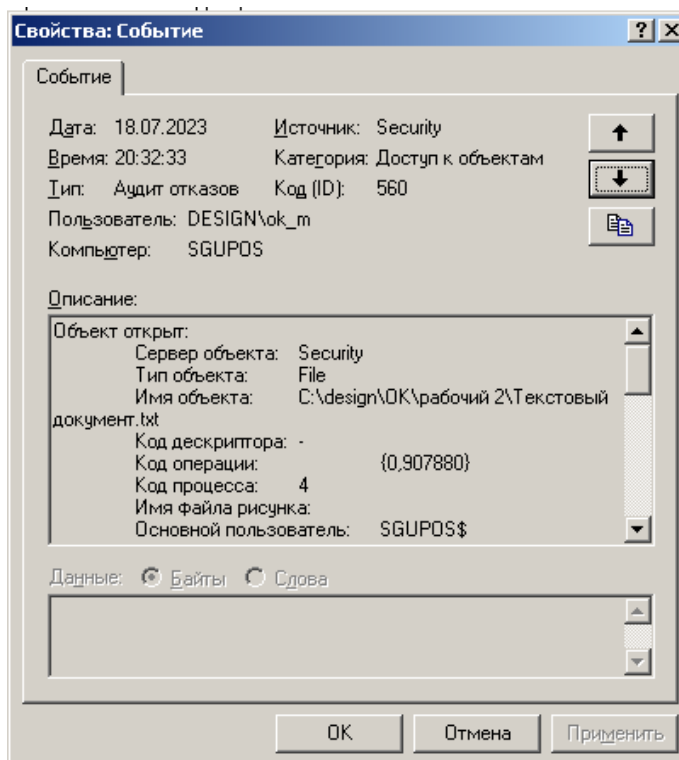 Свойства: Событие
Событие
Дата: 18.07.2023 Источник: Security
Время: 20:32:33 Категория: Доступ к объектам
Тип: Аудит отказов Код (ID): 560
Пользователь: DESIGN\ok_m
Компьютер: SGUPOS
Описание:
Объект открыт:
Сервер объекта: Security
Тип объекта: File
Имя объекта: C:\design\OK\рабочий 2\Текстовый
документ.txt
Код дескриптора: -
Код операции: {0,907880}
Код процесса: 4
Имя файла рисунка:
Основной пользователь: SGUPOS$
Данные: Байты Слова
OK Отмена Применить